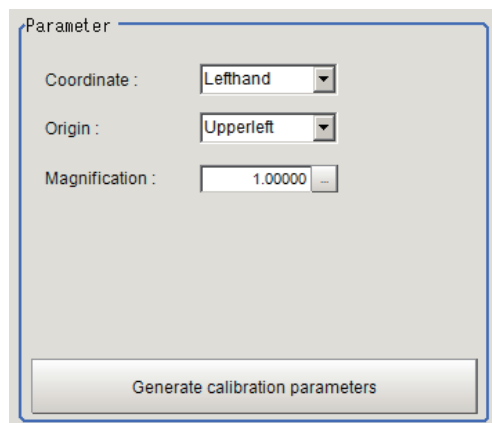 Parameter
Coordinate : Lefthand
Origin : Upperleft
Magnification : 1.00000 ...
Generate calibration parameters